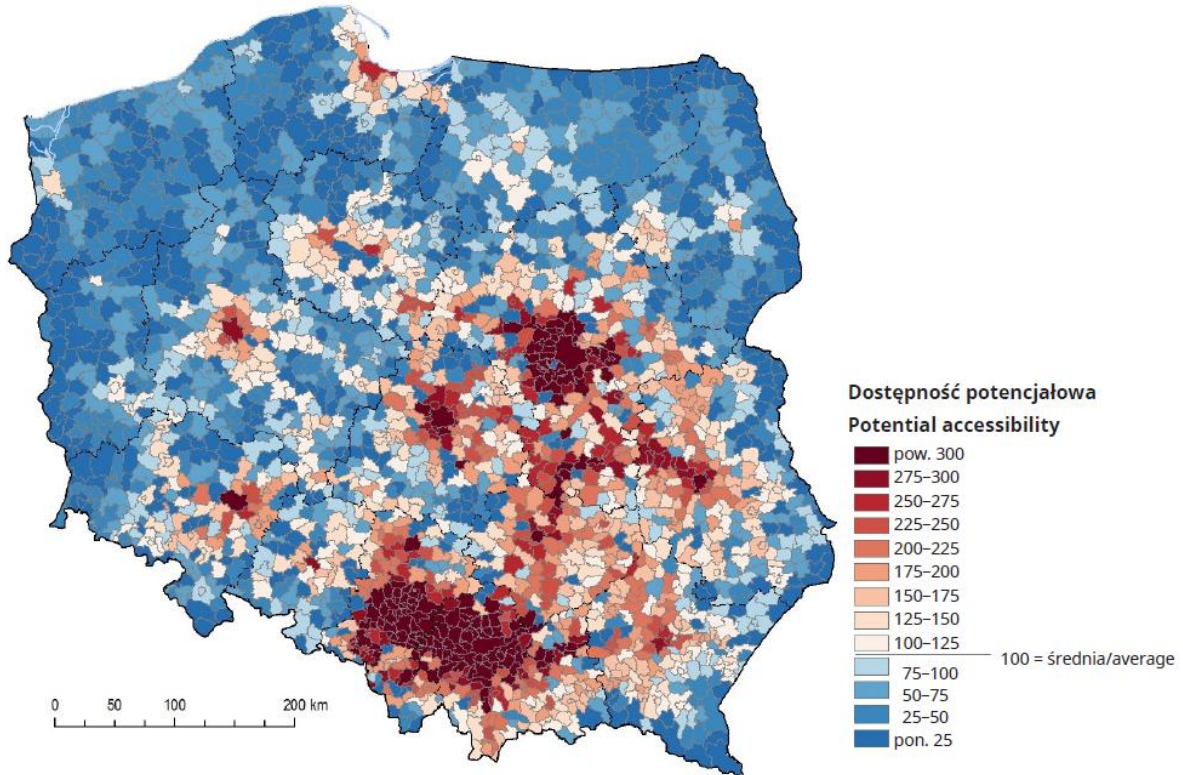 Dostępność potencjałowa
Potential accessibility
pow. 300
275–300
250–275
225–250
200–225
175–200
150–175
125–150
100–125
100 = średnia/average
75–100
50–75
25–50
pon. 25
0 50 100 200 km